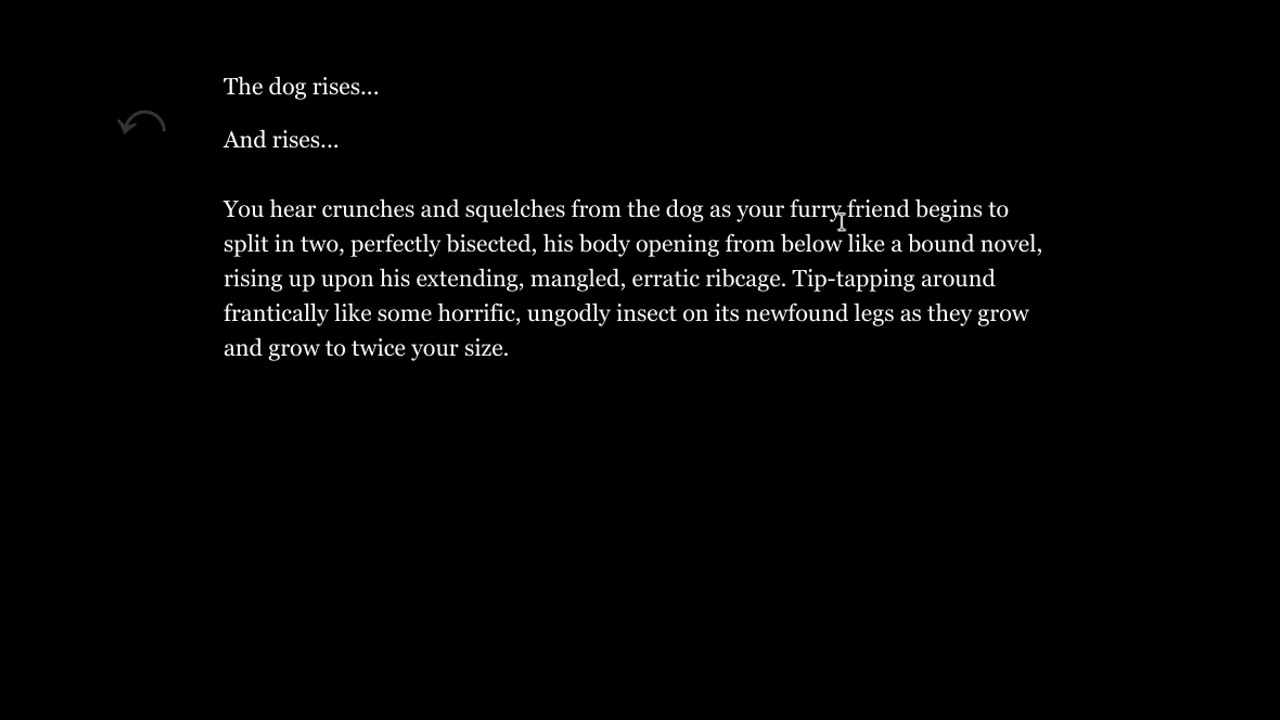 The dog rises...
And rises...
You hear crunches and squelches from the dog as your furry friend begins to
split in two, perfectly bisected, his body opening from below like a bound novel,
rising up upon his extending, mangled, erratic ribcage. Tip-tapping around
frantically like some horrific, ungodly insect on its newfound legs as they grow
and grow to twice your size.